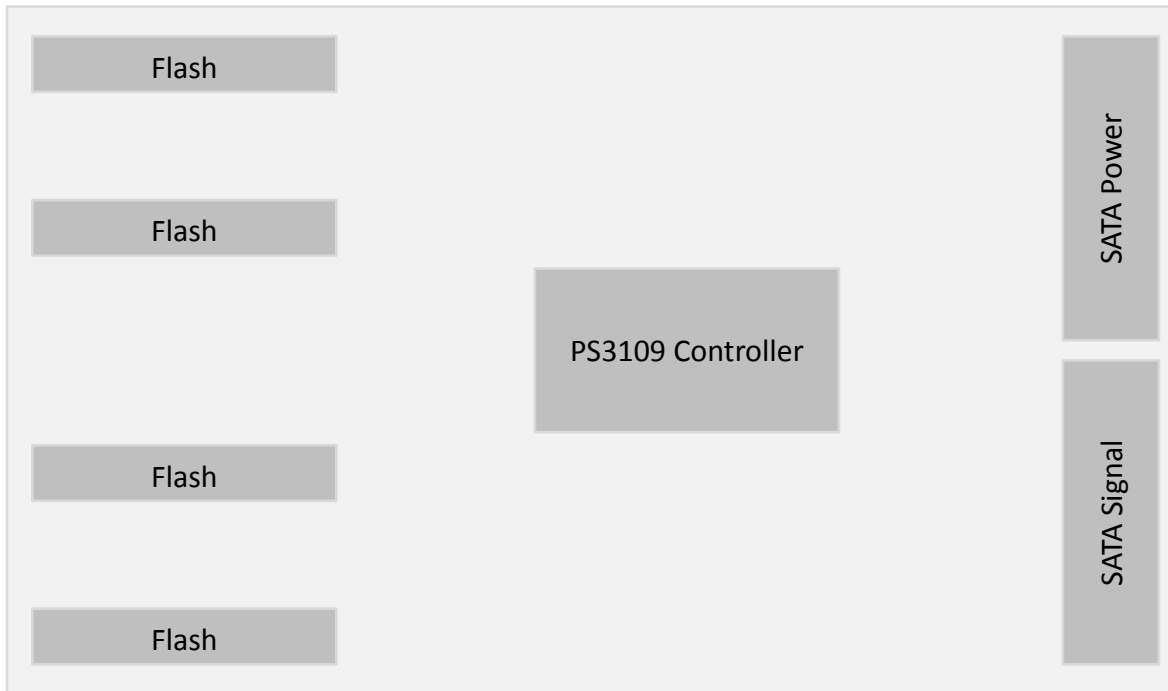 Flash
Flash
PS3109 Controller
Flash
Flash
SATA Power
SATA Signal